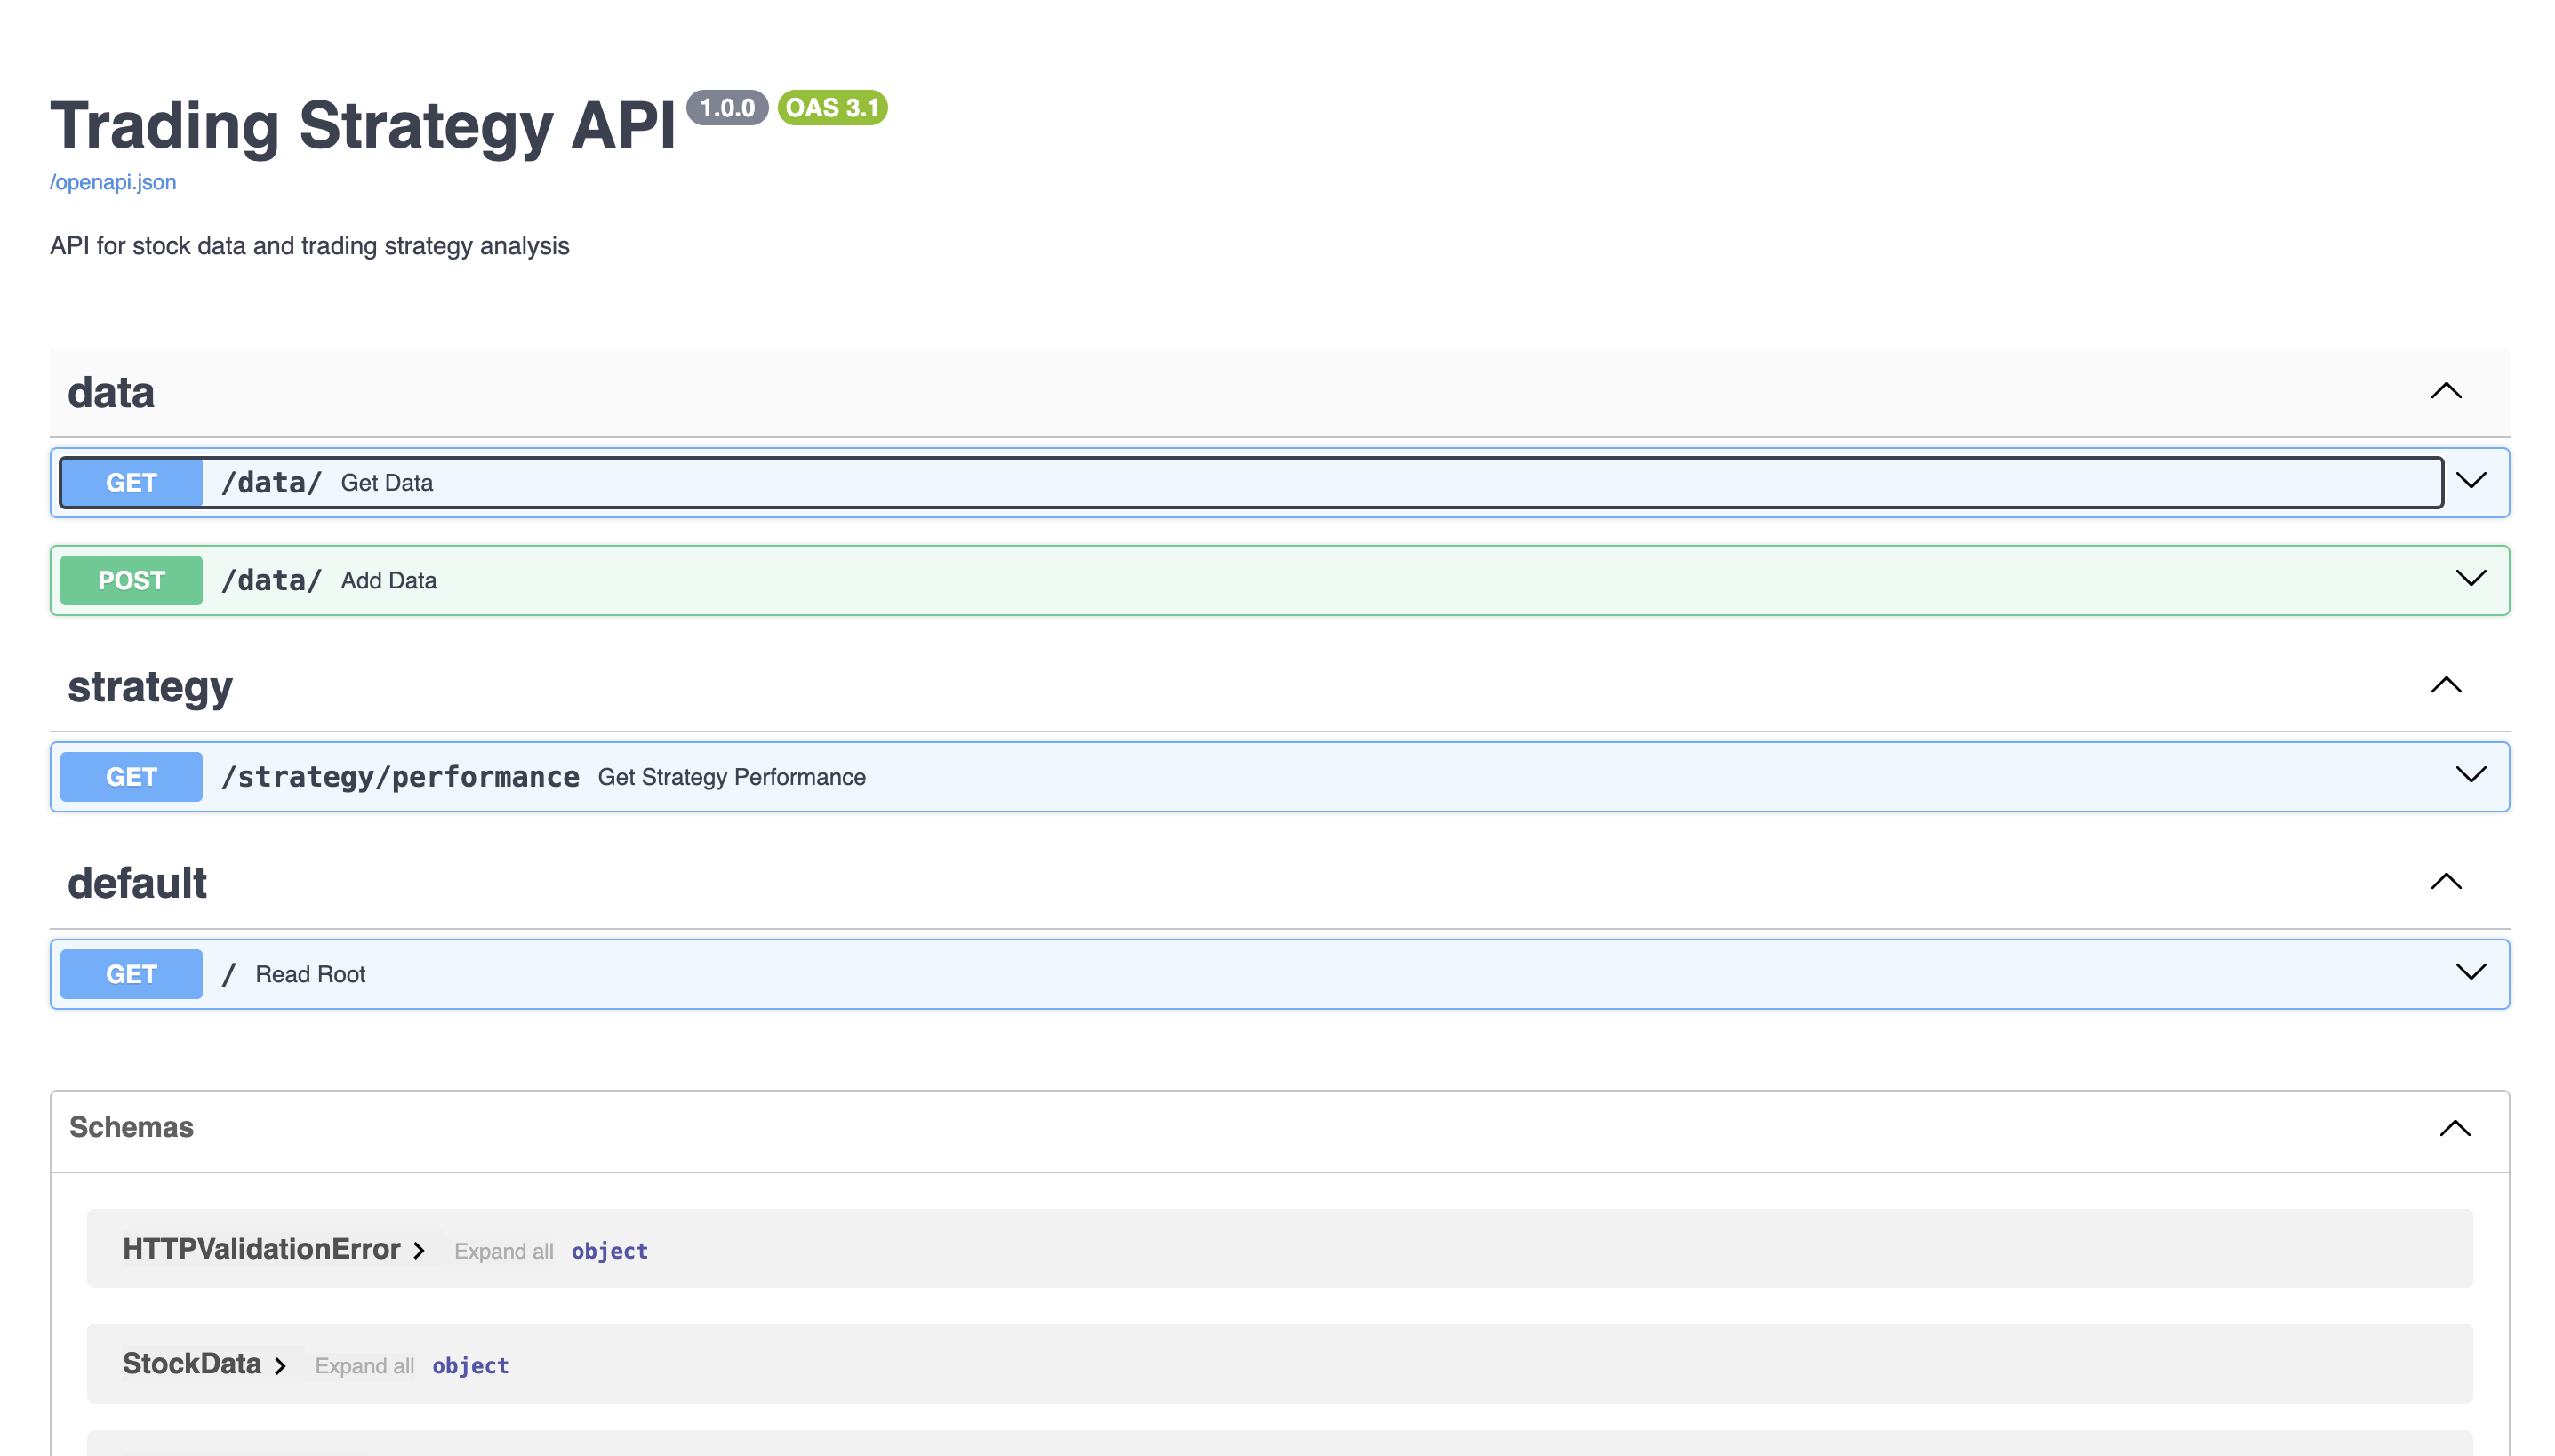 Trading Strategy API 1.0.0 OAS 3.1
/openapi.json
API for stock data and trading strategy analysis
data
GET /data/ Get Data
POST /data/ Add Data
strategy
GET /strategy/performance Get Strategy Performance
default
GET / Read Root
Schemas
HTTPValidationError Expand all object
StockData Expand all object